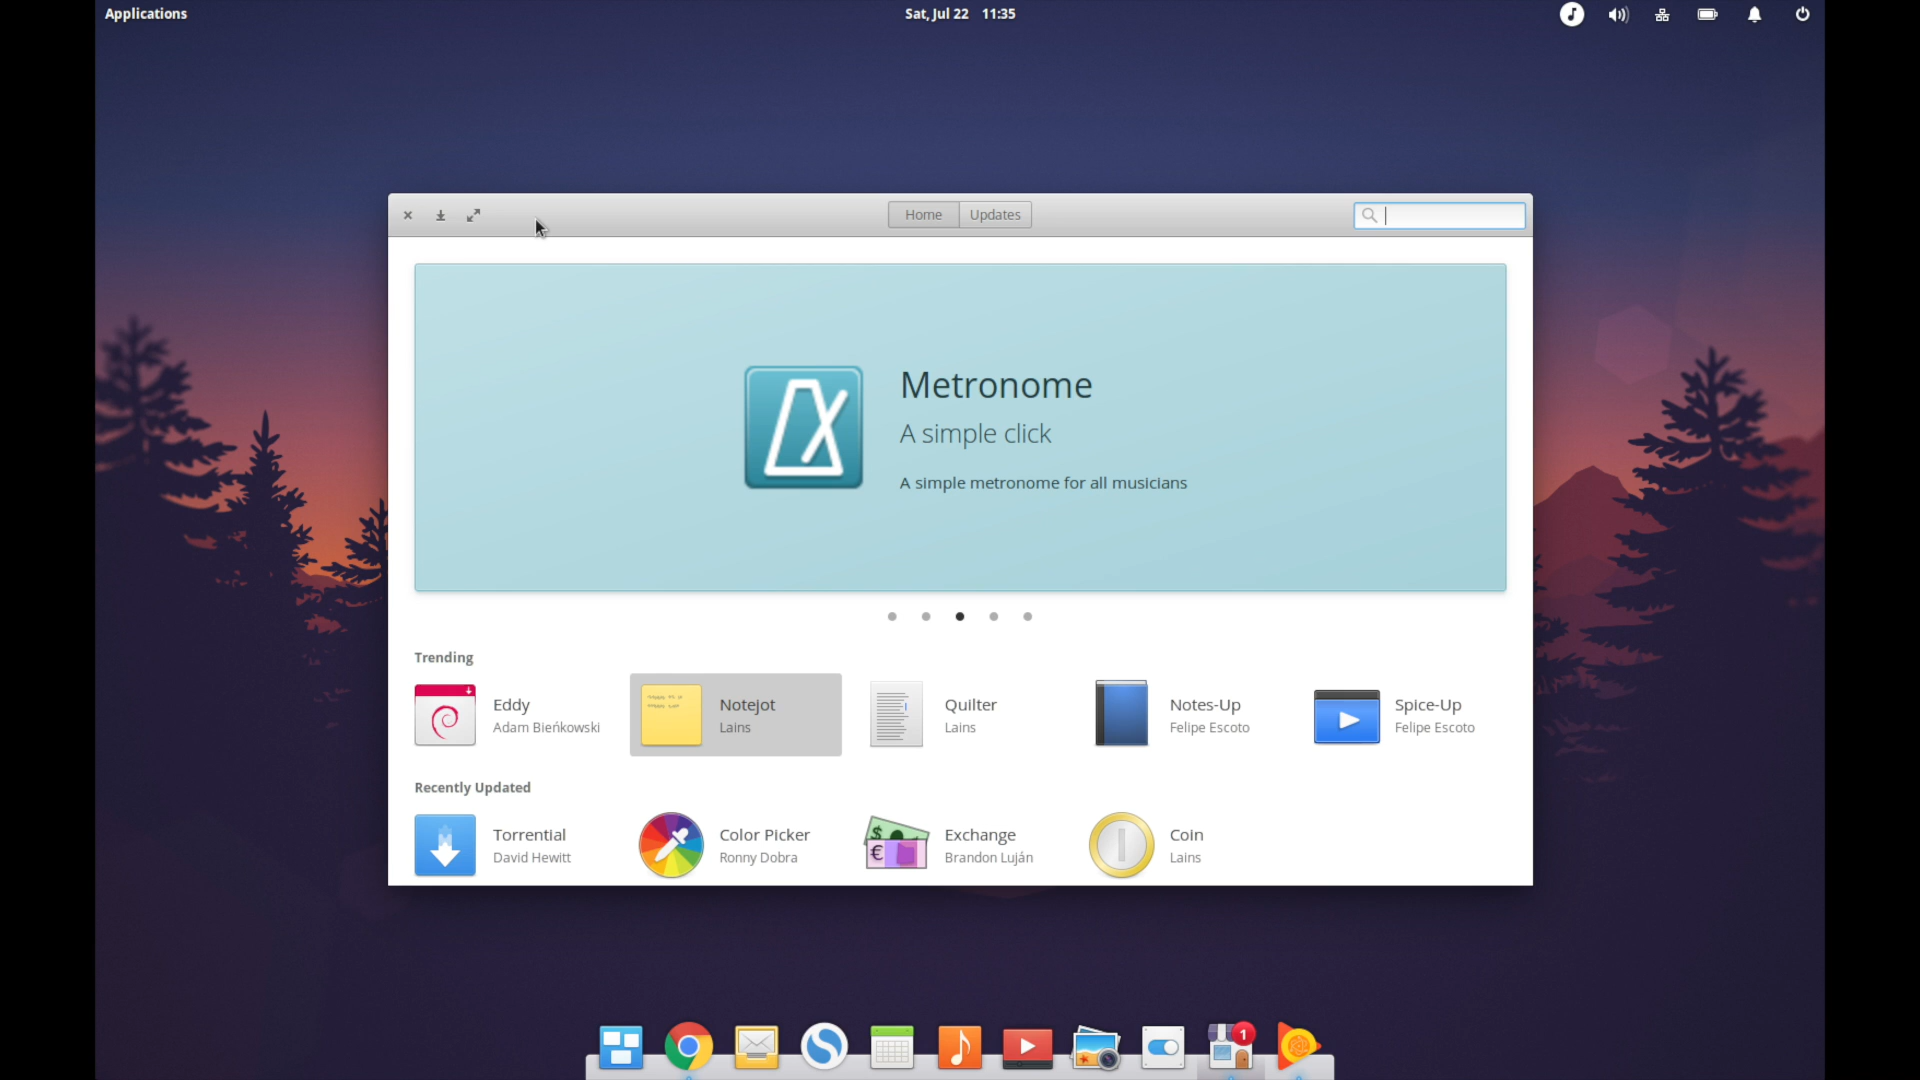 Applications
Sat, Jul 22 11:35
Home
Updates
Metronome
A simple click
A simple metronome for all musicians
Trending
Eddy
Adam Bieńkowski
Notejot
Lains
Quilter
Lains
Notes-Up
Felipe Escoto
Spice-Up
Felipe Escoto
Recently Updated
Torrential
David Hewitt
Color Picker
Ronny Dobra
Exchange
Brandon Luján
Coin
Lains
1